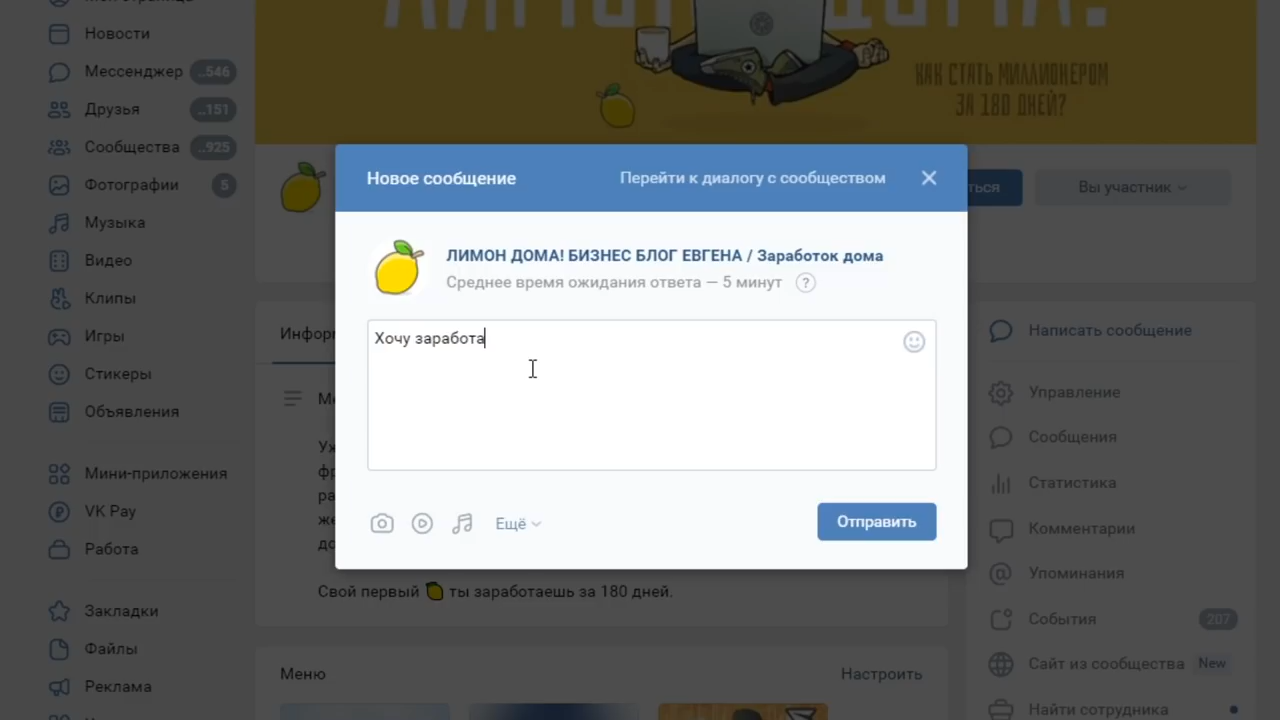 Новости
Мессенджер ..546
Друзья ..151
Сообщества ..925
Фотографии 5
Музыка
Видео
Клипы
Игры
Стикеры
Объявления
Мини-приложения
VK Pay
Работа
Закладки
Файлы
Реклама
КАК СТАТЬ МИЛЛИОНЕРОМ
ЗА 180 ДНЕЙ?
Вы участник
Новое сообщение
Перейти к диалогу с сообществом
ЛИМОН ДОМА! БИЗНЕС БЛОГ ЕВГЕНА / Заработок дома
Среднее время ожидания ответа — 5 минут ?
Хочу заработа
Ещё
Отправить
Свой первый 🍋 ты заработаешь за 180 дней.
Меню
Настроить
Написать сообщение
Управление
Сообщения
Статистика
Комментарии
Упоминания
События 207
Сайт из сообщества New
Найти сотрудника